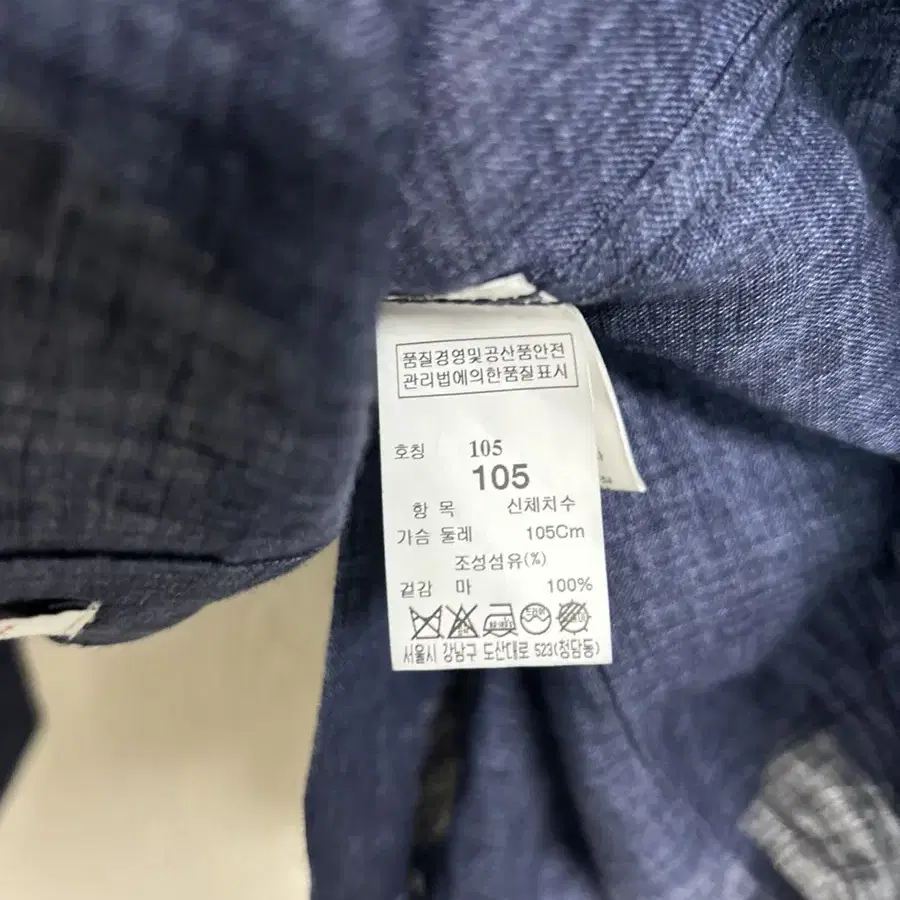 품질경영및공산품안전
관리법에의한품질표시
호칭 105
105
항 목 신체치수
가슴 둘레 105Cm
조성섬유(%)
겉감 마 100%
서울시 강남구 도산대로 523(청담동)